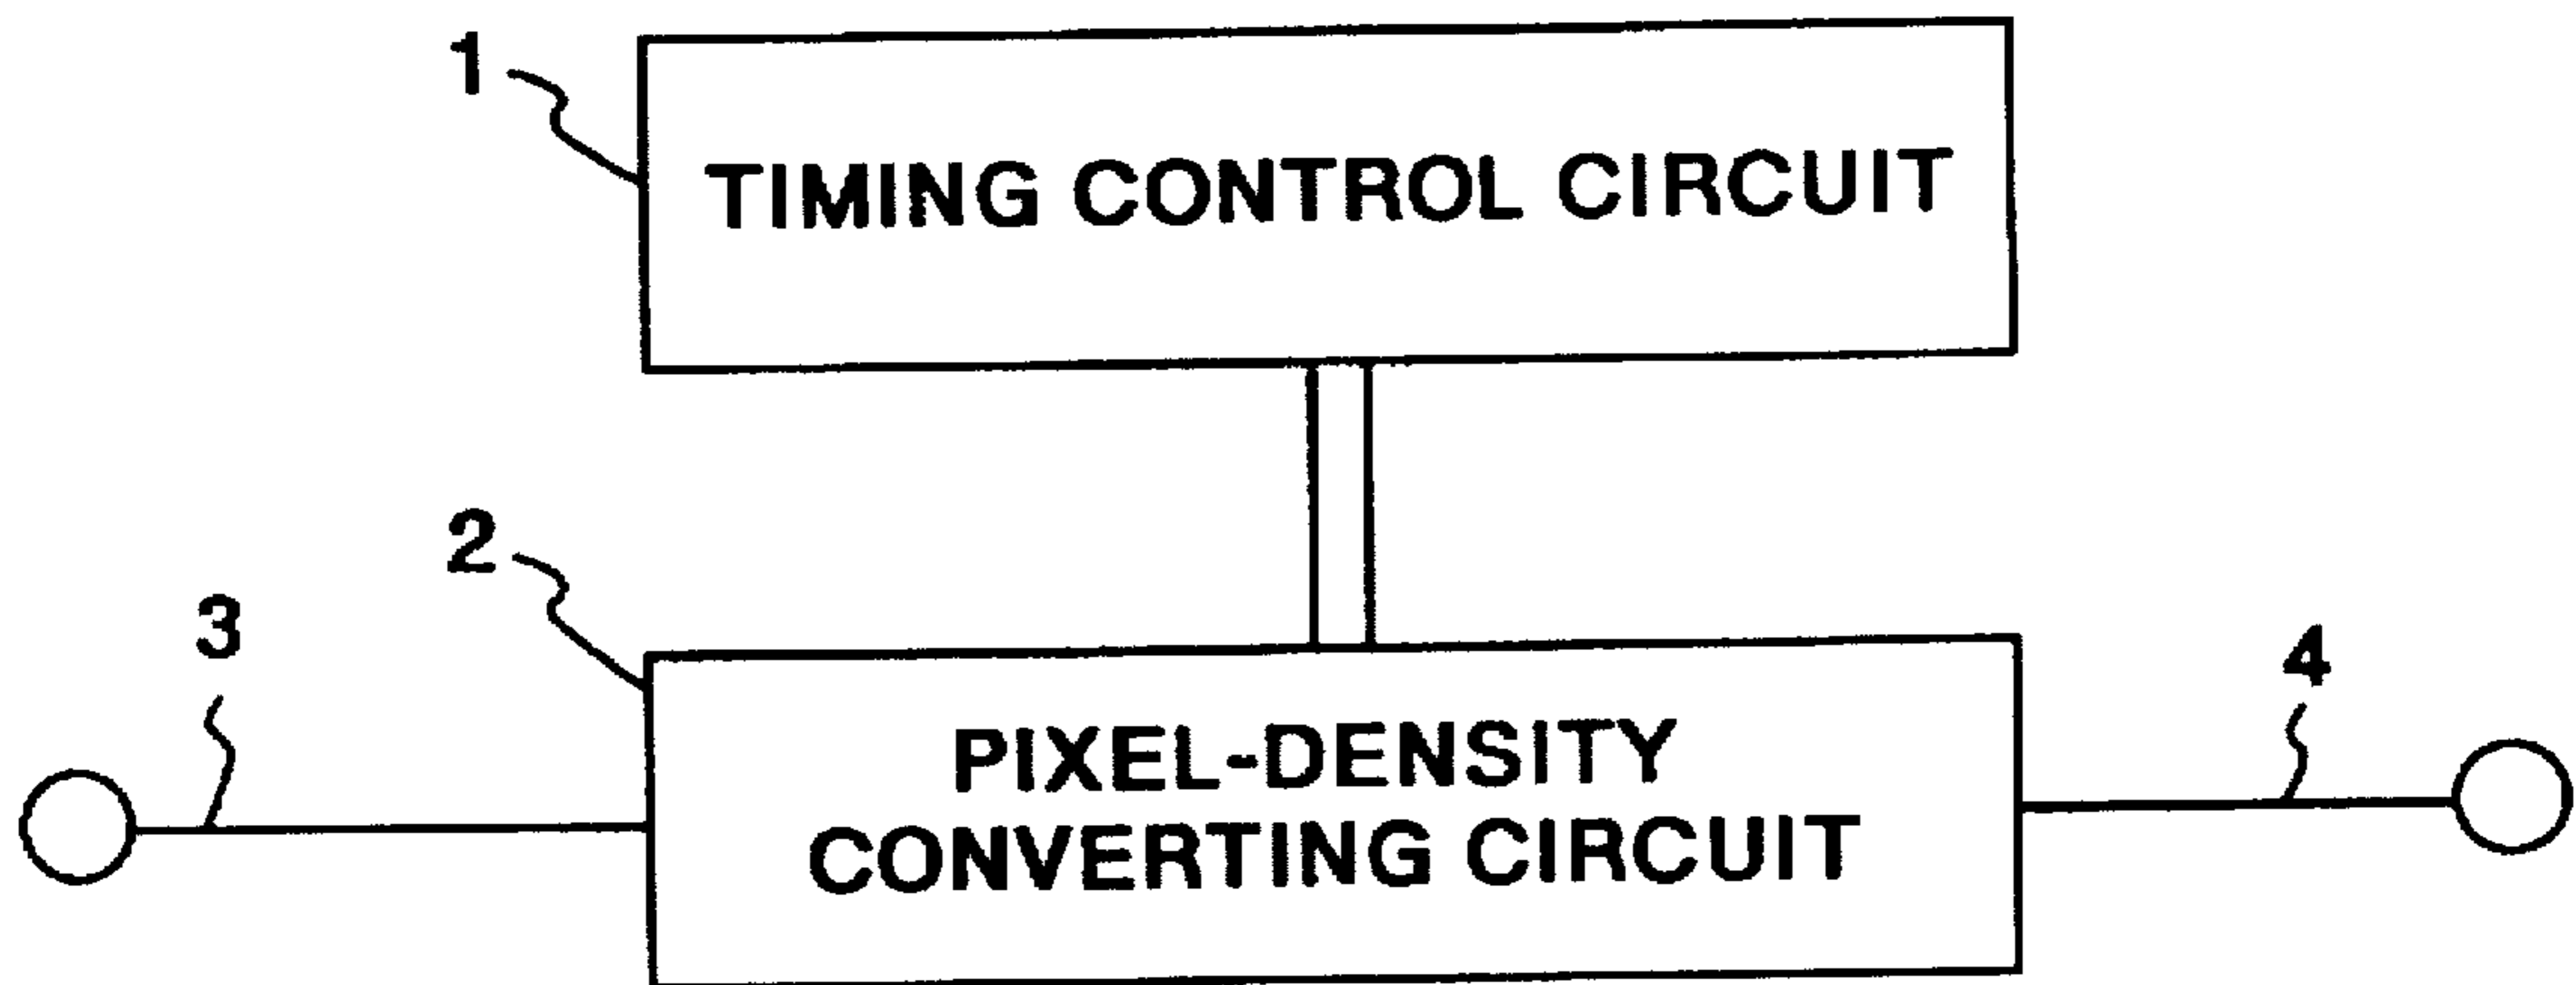 1
TIMING CONTROL CIRCUIT
2
3
4
PIXEL-DENSITY
CONVERTING CIRCUIT